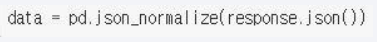 data = pd.json_normalize(response.json())